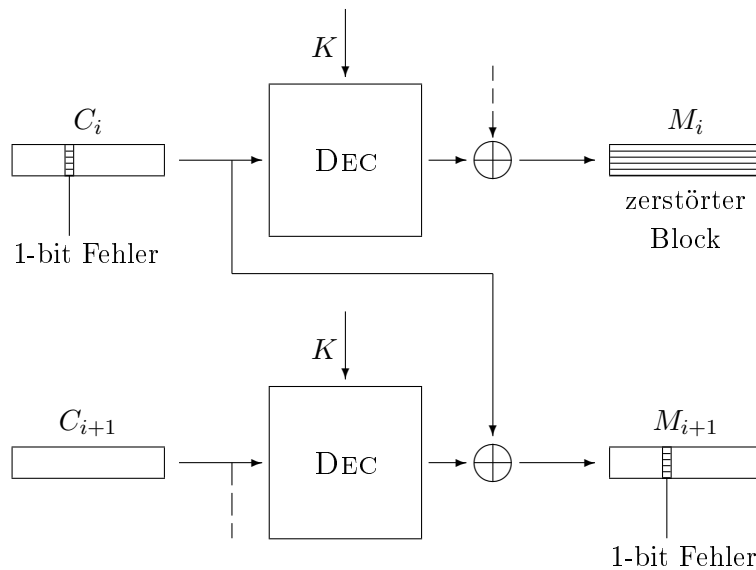 K
C_i
DEC
M_i
zerstörter
Block
1-bit Fehler
K
C_{i+1}
DEC
M_{i+1}
1-bit Fehler